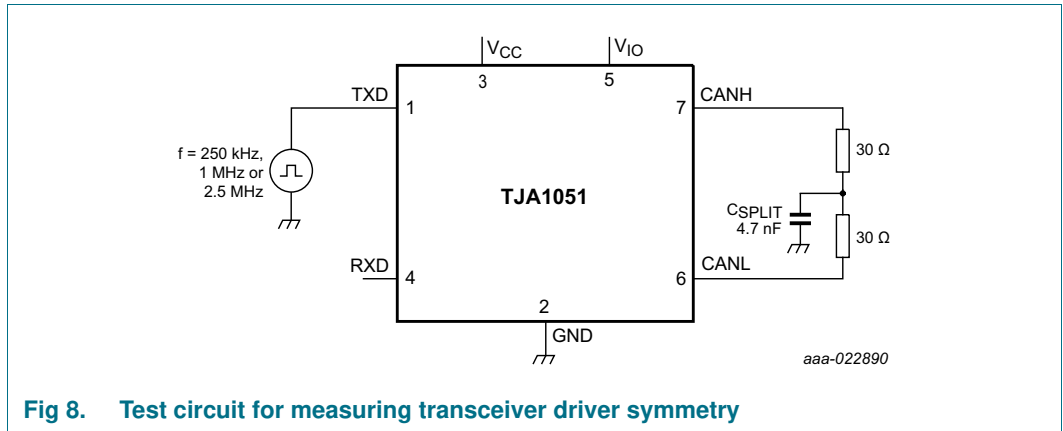 VCC
VIO
3
5
TXD
1
7
CANH
f = 250 kHz,
1 MHz or
2.5 MHz
30 Ω
TJA1051
CSPLIT
4.7 nF
30 Ω
RXD
4
6
CANL
2
GND
aaa-022890
Fig 8. Test circuit for measuring transceiver driver symmetry